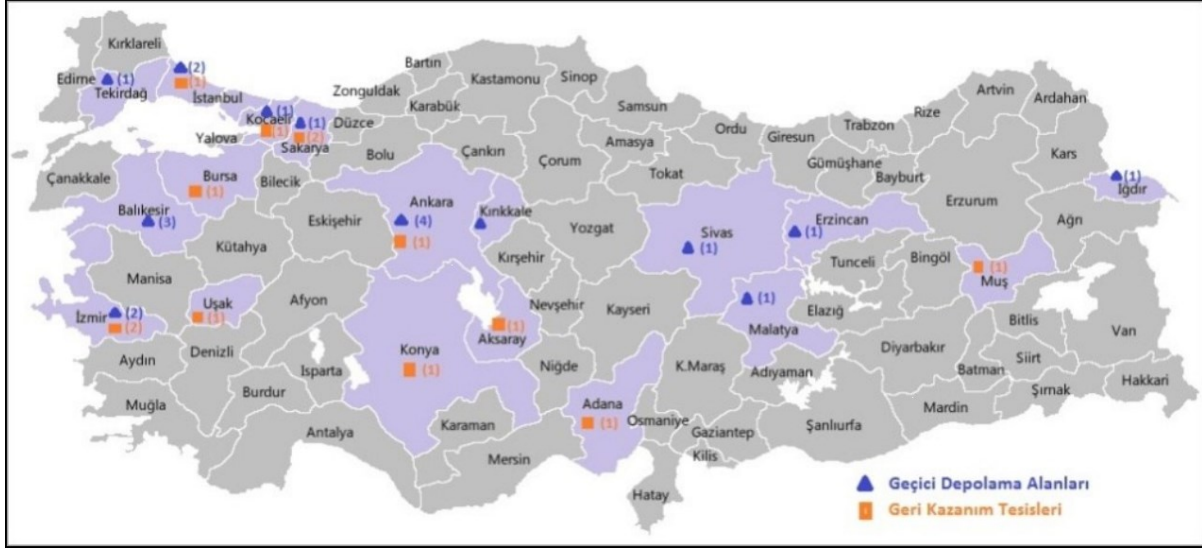 Kırklareli
Edirne
(1)
Tekirdağ
(2)
(1)
İstanbul
(1)
Kocaeli
(1)
(1)
(2)
Sakarya
Yalova
Düzce
Zonguldak
Bartın
Karabük
Kastamonu
Sinop
Samsun
Ordu
Giresun
Trabzon
Rize
Artvin
Ardahan
Kars
(1)
Iğdır
Çanakkale
Bursa
(1)
Bilecik
Bolu
Çankırı
Çorum
Amasya
Tokat
Gümüşhane
Bayburt
Erzurum
Ağrı
Balıkesir
(3)
Kütahya
Eskişehir
Ankara
(4)
(1)
Kırıkkale
Kırşehir
Yozgat
Sivas
(1)
Erzincan
(1)
Tunceli
Bingöl
(1)
Muş
Manisa
Uşak
Afyon
İzmir
(2)
(2)
Aydın
Denizli
Isparta
Burdur
Muğla
Antalya
Konya
(1)
(1)
Aksaray
Nevşehir
Kayseri
Niğde
Karaman
Mersin
Adana
(1)
(1)
Malatya
Elazığ
K.Maraş
Adıyaman
Osmaniye
Gaziantep
Kilis
Hatay
Şanlıurfa
Diyarbakır
Mardin
Batman
Siirt
Bitlis
Şırnak
Van
Hakkari
Geçici Depolama Alanları
Geri Kazanım Tesisleri